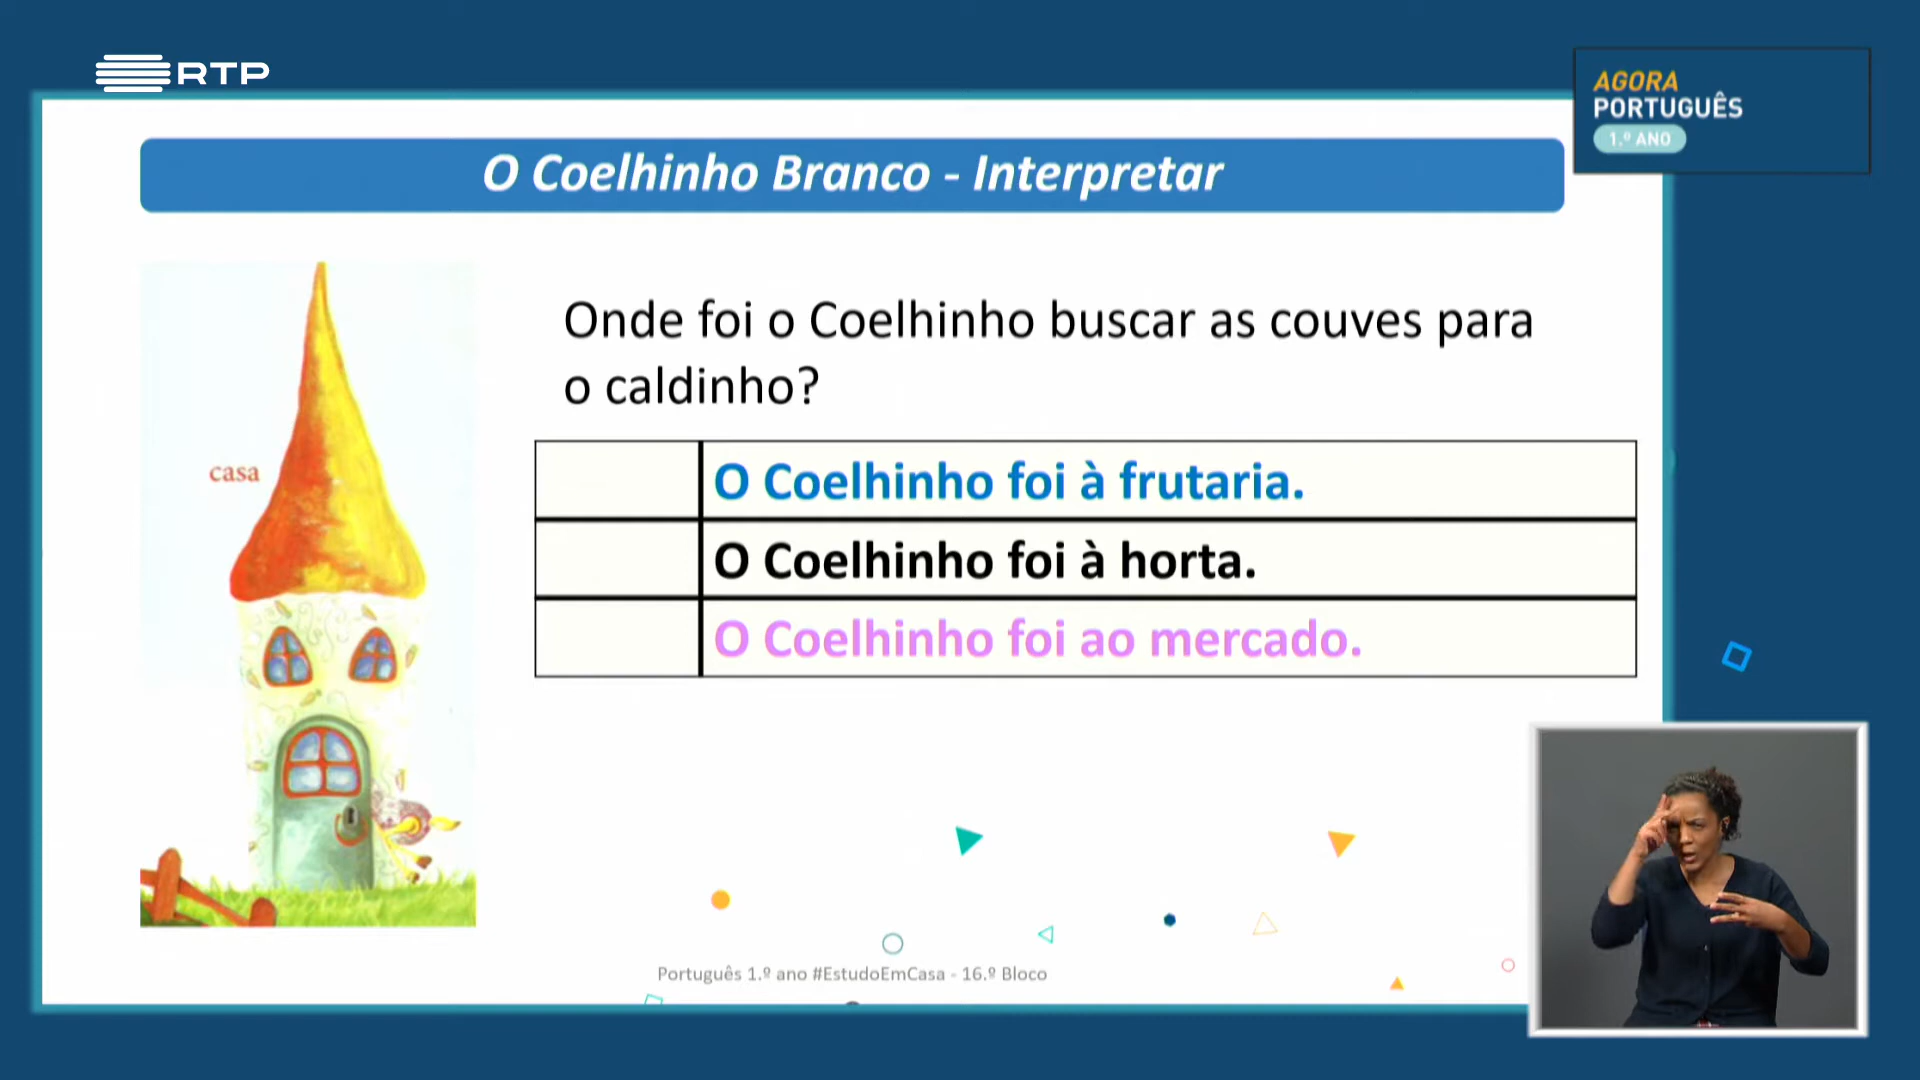 RTP
AGORA
PORTUGUÊS
1.º ANO
O Coelhinho Branco - Interpretar
casa
Onde foi o Coelhinho buscar as couves para
o caldinho?
O Coelhinho foi à frutaria.
O Coelhinho foi à horta.
O Coelhinho foi ao mercado.
Português 1.º ano #EstudoEmCasa - 16.º Bloco